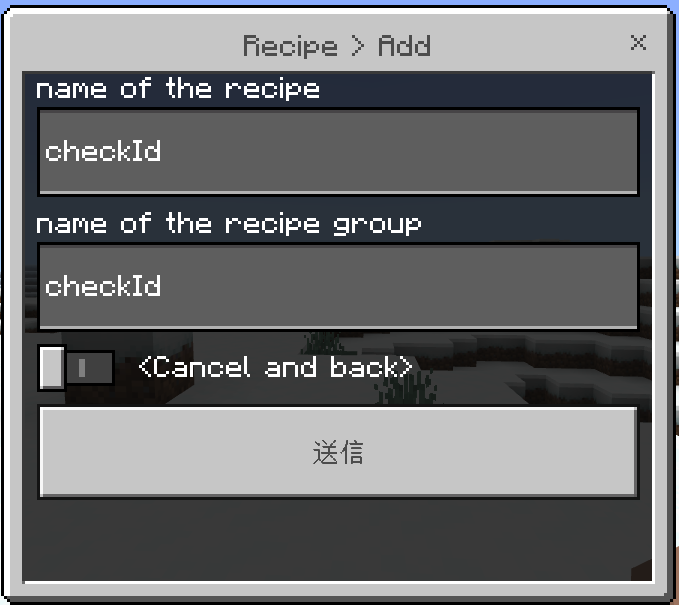 Recipe > Add
name of the recipe
checkId
name of the recipe group
checkId
<Cancel and back>
送信